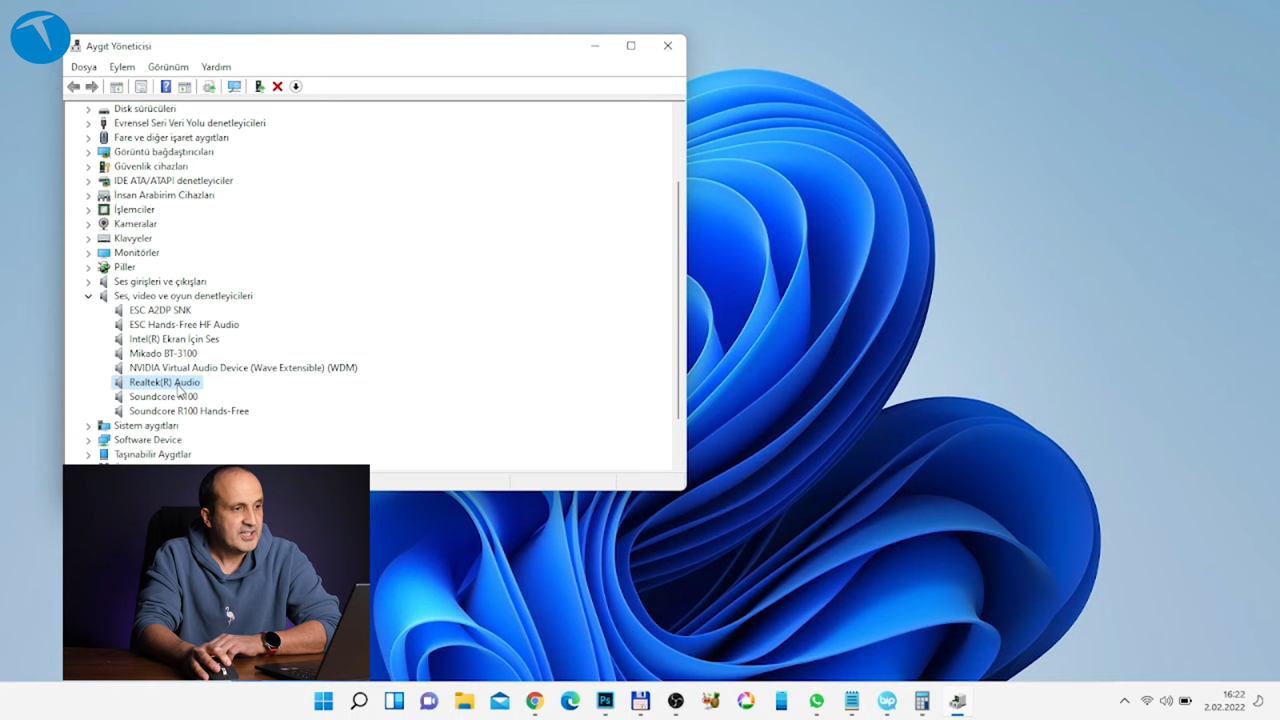 Aygıt Yöneticisi
Dosya Eylem Görünüm Yardım
Disk sürücüleri
Evrensel Seri Veri Yolu denetleyicileri
Fare ve diğer işaret aygıtları
Görüntü bağdaştırıcıları
Güvenlik cihazları
IDE ATA/ATAPI denetleyiciler
İnsan Arabirim Cihazları
İşlemciler
Kameralar
Klavyeler
Monitörler
Piller
Ses girişleri ve çıkışları
Ses, video ve oyun denetleyicileri
ESC A2DP SNK
ESC Hands-Free HF Audio
Intel(R) Ekran İçin Ses
Mikado BT-3100
NVIDIA Virtual Audio Device (Wave Extensible) (WDM)
Realtek(R) Audio
Soundcore R100
Soundcore R100 Hands-Free
Sistem aygıtları
Software Device
Taşınabilir Aygıtlar
Ps
bip
16:22
2.02.2022